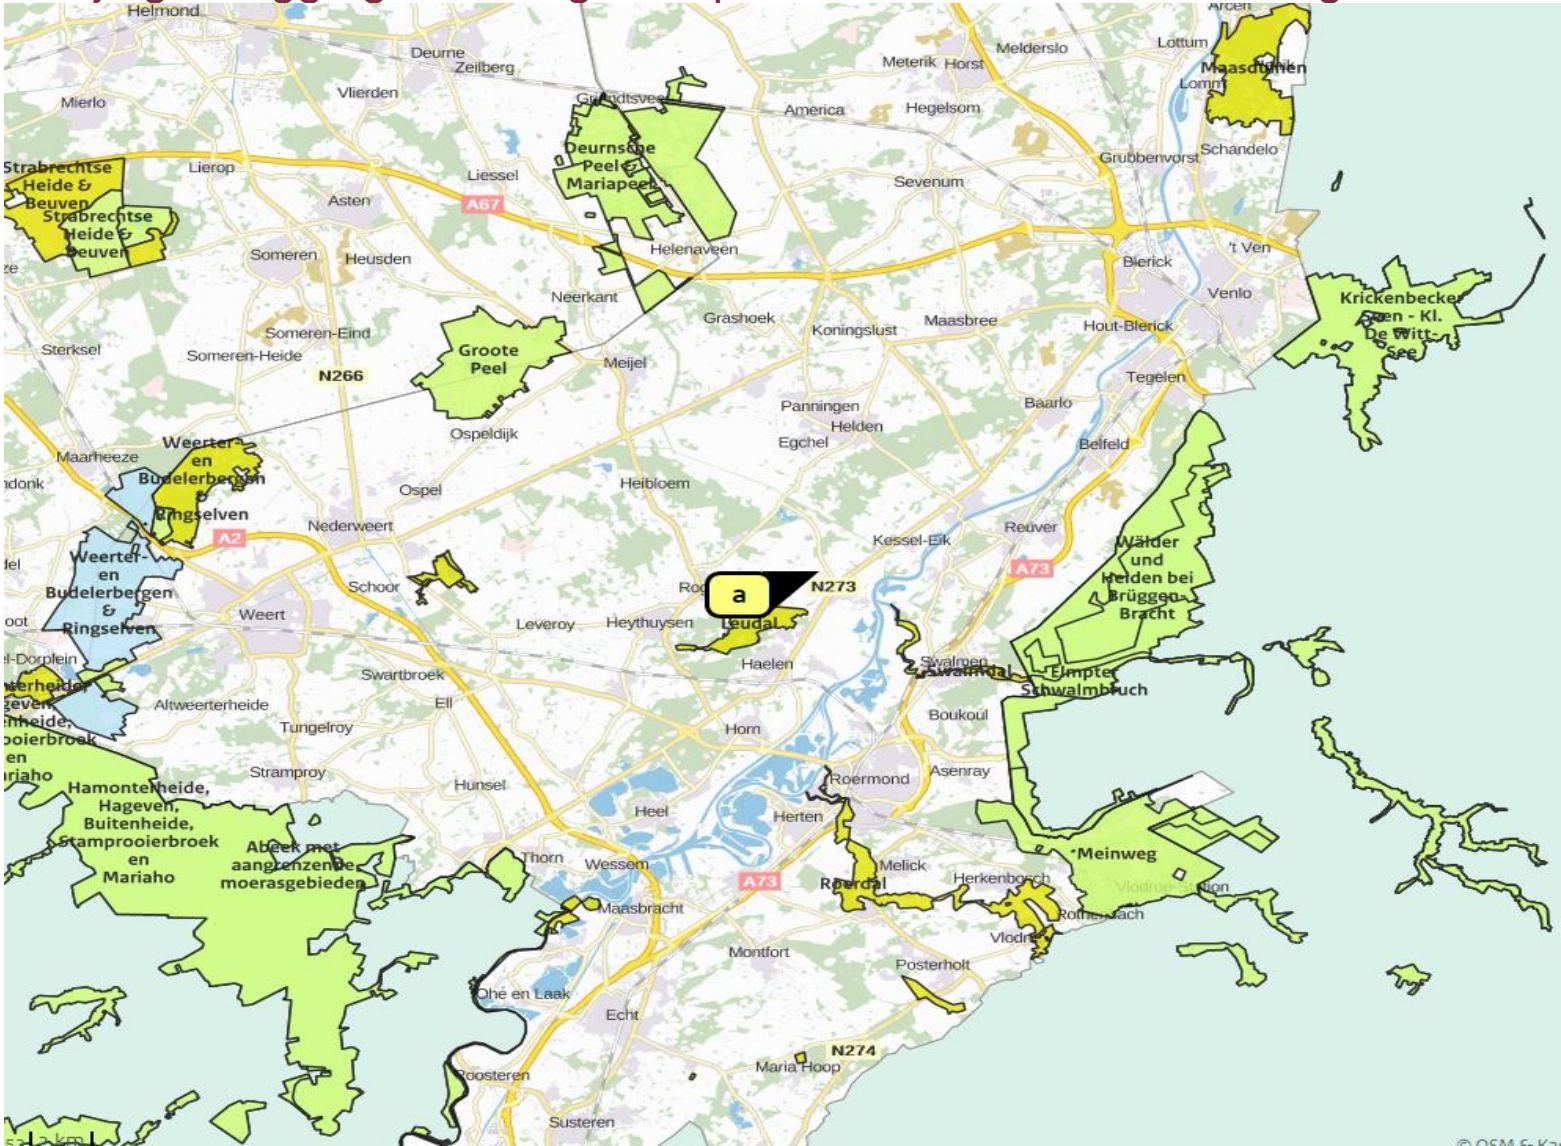 Helmond
Arcen
Deurne
Zeilberg
Melderslo
Lottum
Meterik
Horst
Maasduinen
Lomm
Mierlo
Vlierden
America
Hegelsom
Deurnsche
Peel &
Mariapeel
Grubbenvorst
Schandelo
Strabrechtse
Heide &
Beuven
Lierop
Liessel
Sevenum
Asten
A67
Strabrechtse
Heide &
Beuven
Someren
Heusden
Helenaveen
't Ven
Blerick
Neerkant
Venlo
Krickenbecker
Seen - Kl.
De Witt-
See
Grashoek
Koningslust
Maasbree
Hout-Blerick
Someren-Eind
Sterksel
Someren-Heide
Groote
Peel
Meijel
N266
Tegelen
Panningen
Baarlo
Helden
Egchel
Ospeldijk
Belfeld
Maarheeze
Weerter-
en
Budelerbergen
&
Ringselven
Ospel
Heibloem
Nederweert
Reuver
A2
Kessel-Eik
Wälder
und
Heiden bei
Brüggen-
Bracht
Weerter-
en
Budelerbergen
&
Ringselven
A73
Schoor
a
N273
Weert
Leveroy
Heythuysen
Leudal
Haelen
Swalmen
Swalmdal
Elmpter
Schwalmbruch
Swartbroek
Ell
Altweerterheide
Boukoul
Tungelroy
Horn
Stramproy
Hunsel
Roermond
Asenray
Hamonterheide,
Hageven,
Buitenheide,
Stamprooierbroek
en
Mariaho
Heel
Herten
Abeek met
aangrenzende
moerasgebieden
Thorn
Wessem
Melick
Meinweg
A73
Roerdal
Herkenbosch
Vlodrop-Station
Maasbracht
Montfort
Posterholt
Ohé en Laak
Echt
N274
Maria Hoop
Roosteren
Susteren